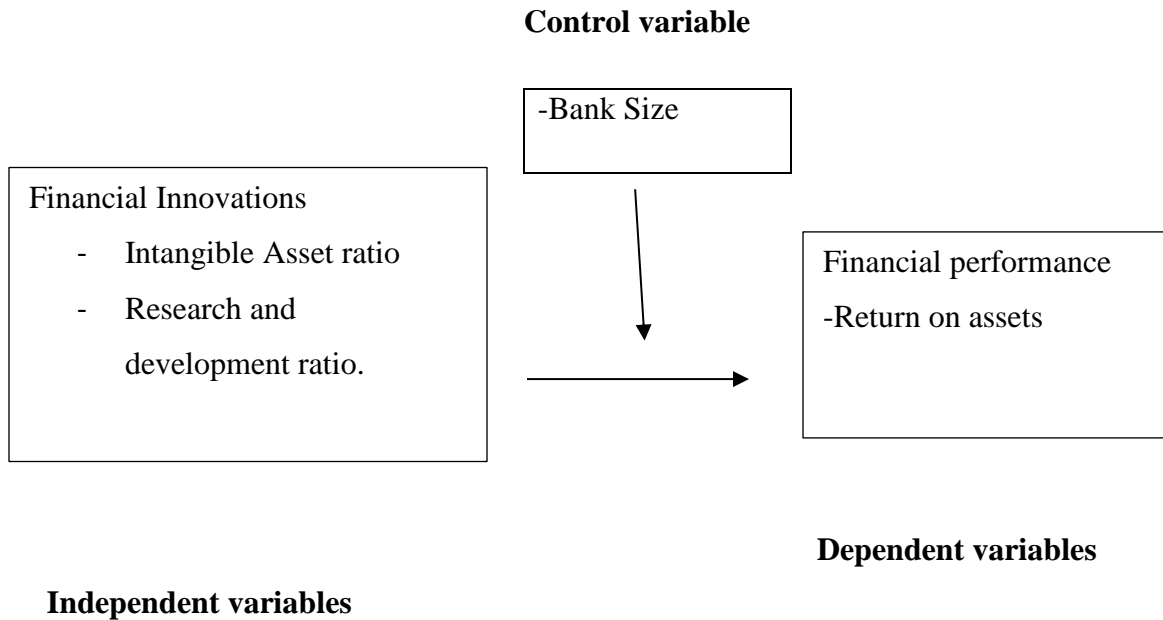 Control variable
-Bank Size
Financial Innovations
- Intangible Asset ratio
- Research and
development ratio.
Financial performance
-Return on assets
Dependent variables
Independent variables